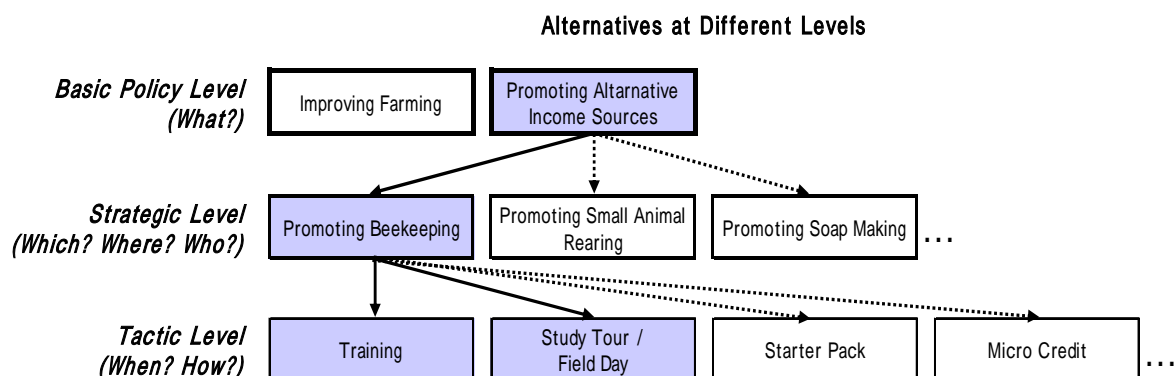 Alternatives at Different Levels
Basic Policy Level
(What?)
Improving Farming
Promoting Altarnative
Income Sources
Strategic Level
(Which? Where? Who?)
Promoting Beekeeping
Promoting Small Animal
Rearing
Promoting Soap Making
...
Tactic Level
(When? How?)
Training
Study Tour /
Field Day
Starter Pack
Micro Credit
...